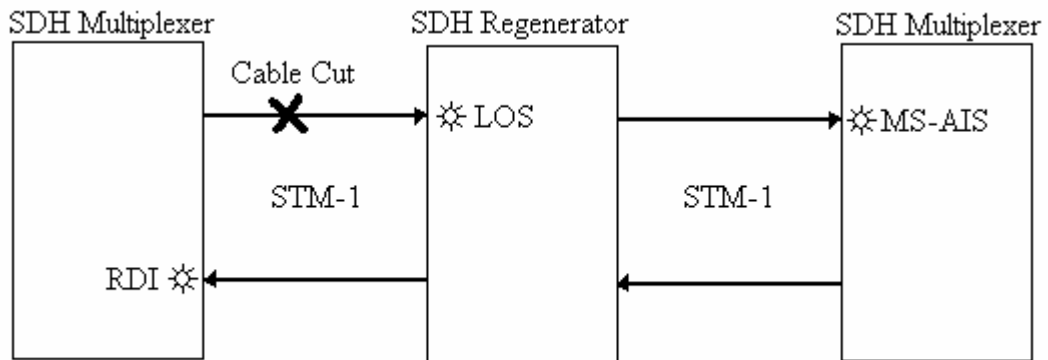 SDH Multiplexer
SDH Regenerator
SDH Multiplexer
Cable Cut
LOS
MS-AIS
STM-1
STM-1
RDI